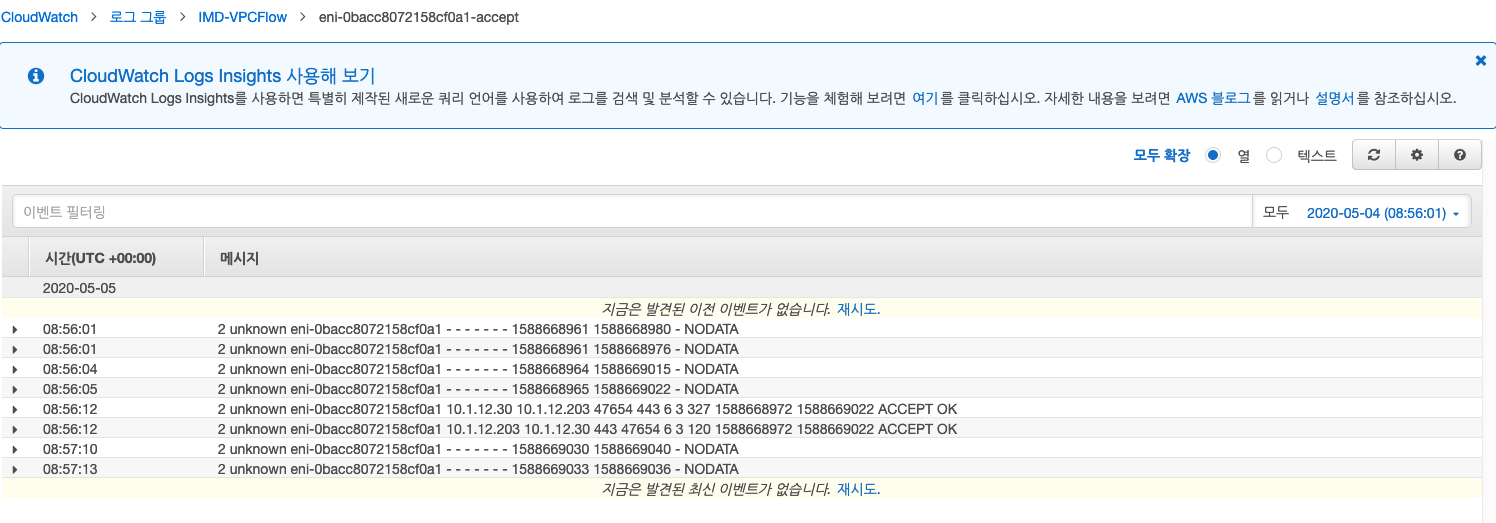 CloudWatch > 로그 그룹 > IMD-VPCFlow > eni-0bacc8072158cf0a1-accept
CloudWatch Logs Insights 사용해 보기
CloudWatch Logs Insights를 사용하면 특별히 제작된 새로운 쿼리 언어를 사용하여 로그를 검색 및 분석할 수 있습니다. 기능을 체험해 보려면 여기를 클릭하십시오. 자세한 내용을 보려면 AWS 블로그를 읽거나 설명서를 참조하십시오.
모두 확장 열 텍스트
이벤트 필터링 모두 2020-05-04 (08:56:01)
시간(UTC +00:00) 메시지
2020-05-05
지금은 발견된 이전 이벤트가 없습니다. 재시도.
08:56:01 2 unknown eni-0bacc8072158cf0a1 - - - - - - - 1588668961 1588668980 - NODATA
08:56:01 2 unknown eni-0bacc8072158cf0a1 - - - - - - - 1588668961 1588668976 - NODATA
08:56:04 2 unknown eni-0bacc8072158cf0a1 - - - - - - - 1588668964 1588669015 - NODATA
08:56:05 2 unknown eni-0bacc8072158cf0a1 - - - - - - - 1588668965 1588669022 - NODATA
08:56:12 2 unknown eni-0bacc8072158cf0a1 10.1.12.30 10.1.12.203 47654 443 6 3 327 1588668972 1588669022 ACCEPT OK
08:56:12 2 unknown eni-0bacc8072158cf0a1 10.1.12.203 10.1.12.30 443 47654 6 3 120 1588668972 1588669022 ACCEPT OK
08:57:10 2 unknown eni-0bacc8072158cf0a1 - - - - - - - 1588669030 1588669040 - NODATA
08:57:13 2 unknown eni-0bacc8072158cf0a1 - - - - - - - 1588669033 1588669036 - NODATA
지금은 발견된 최신 이벤트가 없습니다. 재시도.